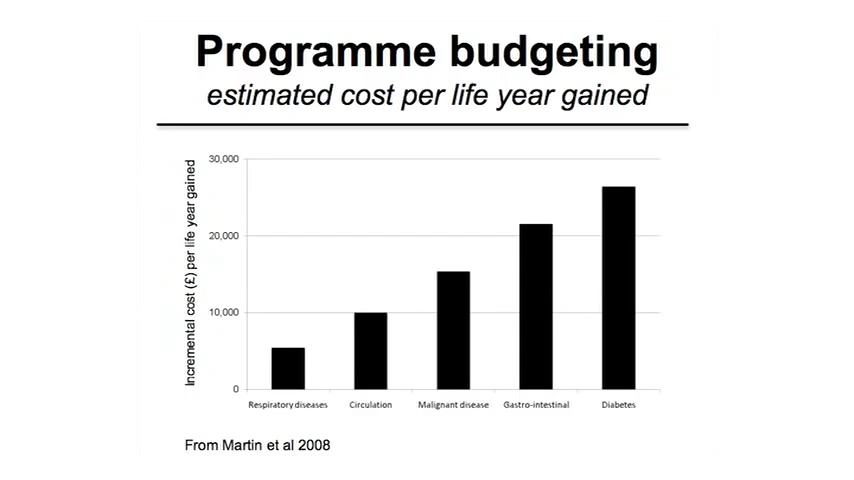 Programme budgeting
estimated cost per life year gained
Incremental cost (£) per life year gained
30,000
20,000
10,000
0
Respiratory diseases Circulation Malignant disease Gastro-intestinal Diabetes
From Martin et al 2008